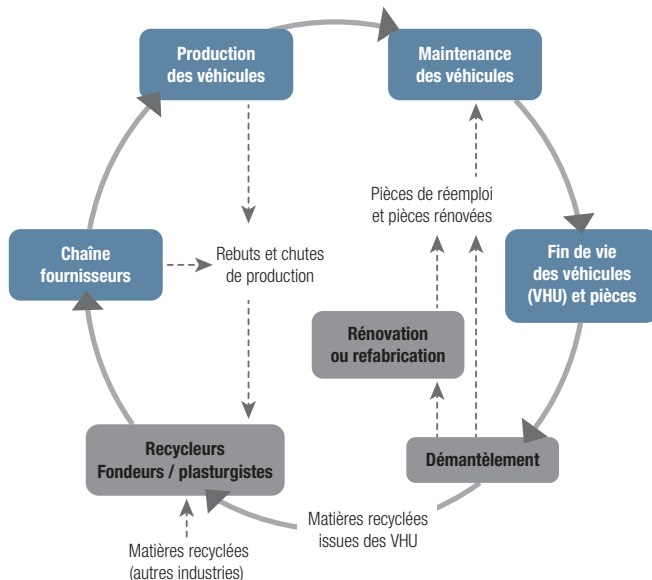 Production
des véhicules
Maintenance
des véhicules
Pièces de réemploi
et pièces rénovées
Chaîne
fournisseurs
Rebuts et chutes
de production
Fin de vie
des véhicules
(VHU) et pièces
Rénovation
ou refabrication
Recycleurs
Fondeurs / plasturgistes
Démantèlement
Matières recyclées
issues des VHU
Matières recyclées
(autres industries)